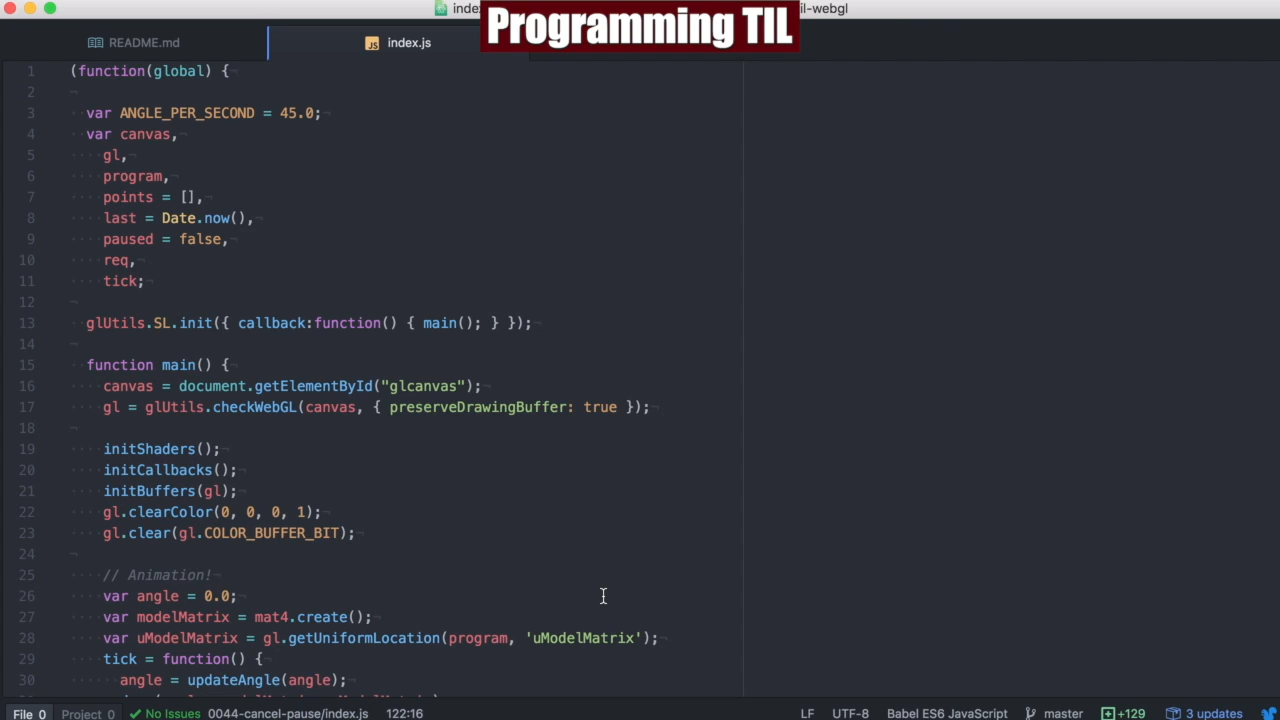 inde
Programming TIL
il-webgl
README.md
JS index.js
1 (function(global) {
2
3 var ANGLE_PER_SECOND = 45.0;
4 var canvas,
5 gl,
6 program,
7 points = [],
8 last = Date.now(),
9 paused = false,
10 req,
11 tick;
12
13 glUtils.SL.init({ callback:function() { main(); } });
14
15 function main() {
16 canvas = document.getElementById("glcanvas");
17 gl = glUtils.checkWebGL(canvas, { preserveDrawingBuffer: true });
18
19 initShaders();
20 initCallbacks();
21 initBuffers(gl);
22 gl.clearColor(0, 0, 0, 1);
23 gl.clear(gl.COLOR_BUFFER_BIT);
24
25 // Animation!
26 var angle = 0.0;
27 var modelMatrix = mat4.create();
28 var uModelMatrix = gl.getUniformLocation(program, 'uModelMatrix');
29 tick = function() {
30 angle = updateAngle(angle);
File 0 Project 0 No Issues 0044-cancel-pause/index.js 122:16 LF UTF-8 Babel ES6 JavaScript master +129 3 updates